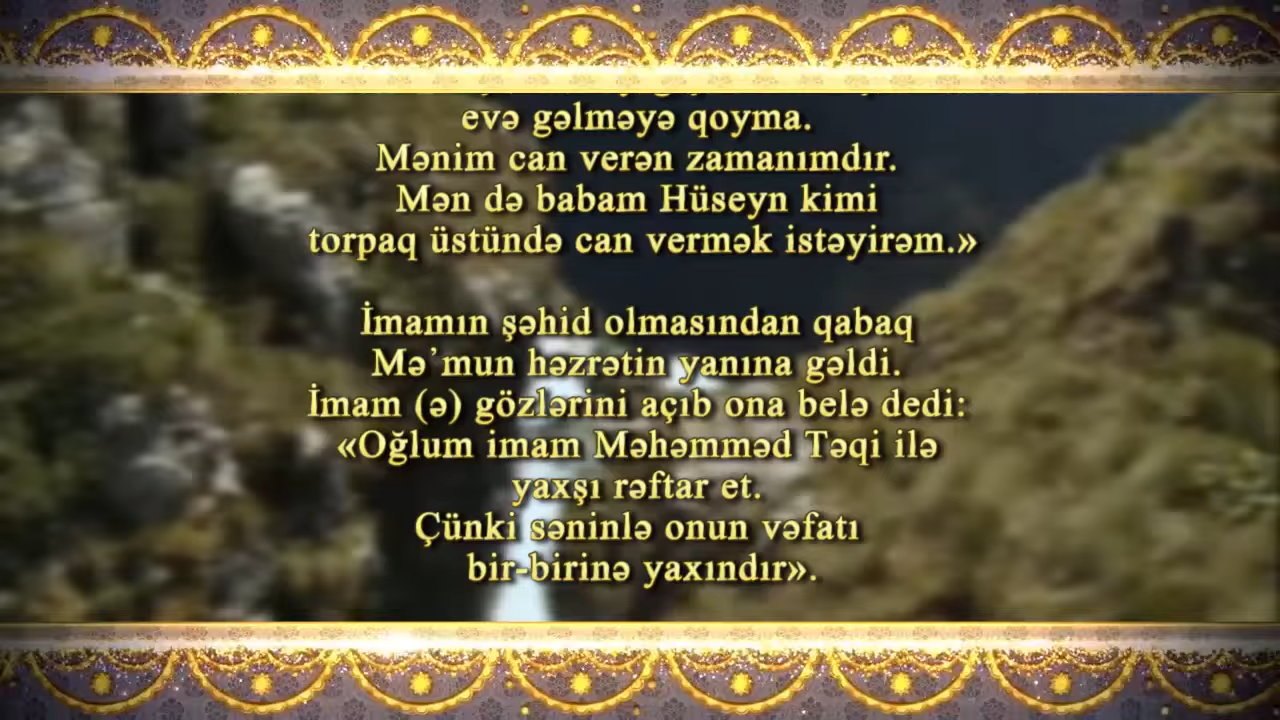 evə gəlməyə qoyma.
Mənim can verən zamanımdır.
Mən də babam Hüseyn kimi
torpaq üstündə can vermək istəyirəm.»
İmamın şəhid olmasından qabaq
Mə’mun həzrətin yanına gəldi.
İmam (ə) gözlərini açıb ona belə dedi:
«Oğlum imam Məhəmməd Təqi ilə
yaxşı rəftar et.
Çünki səninlə onun vəfatı
bir-birinə yaxındır».